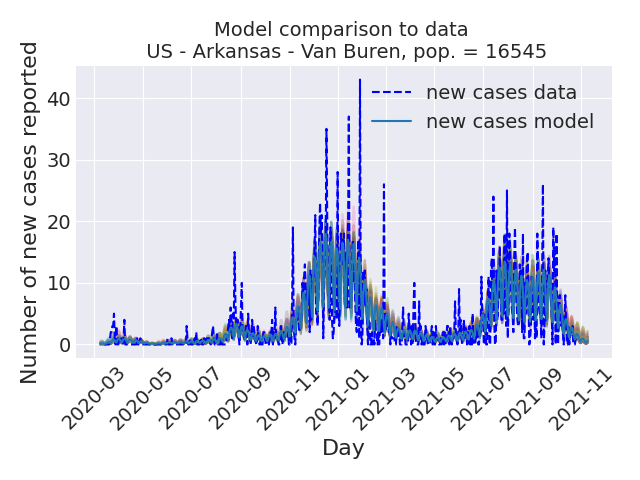 Model comparison to data
US - Arkansas - Van Buren, pop. = 16545
Number of new cases reported
40
30
20
10
0
new cases data
new cases model
2020-03
2020-05
2020-07
2020-09
2020-11
2021-01
2021-03
2021-05
2021-07
2021-09
2021-11
Day